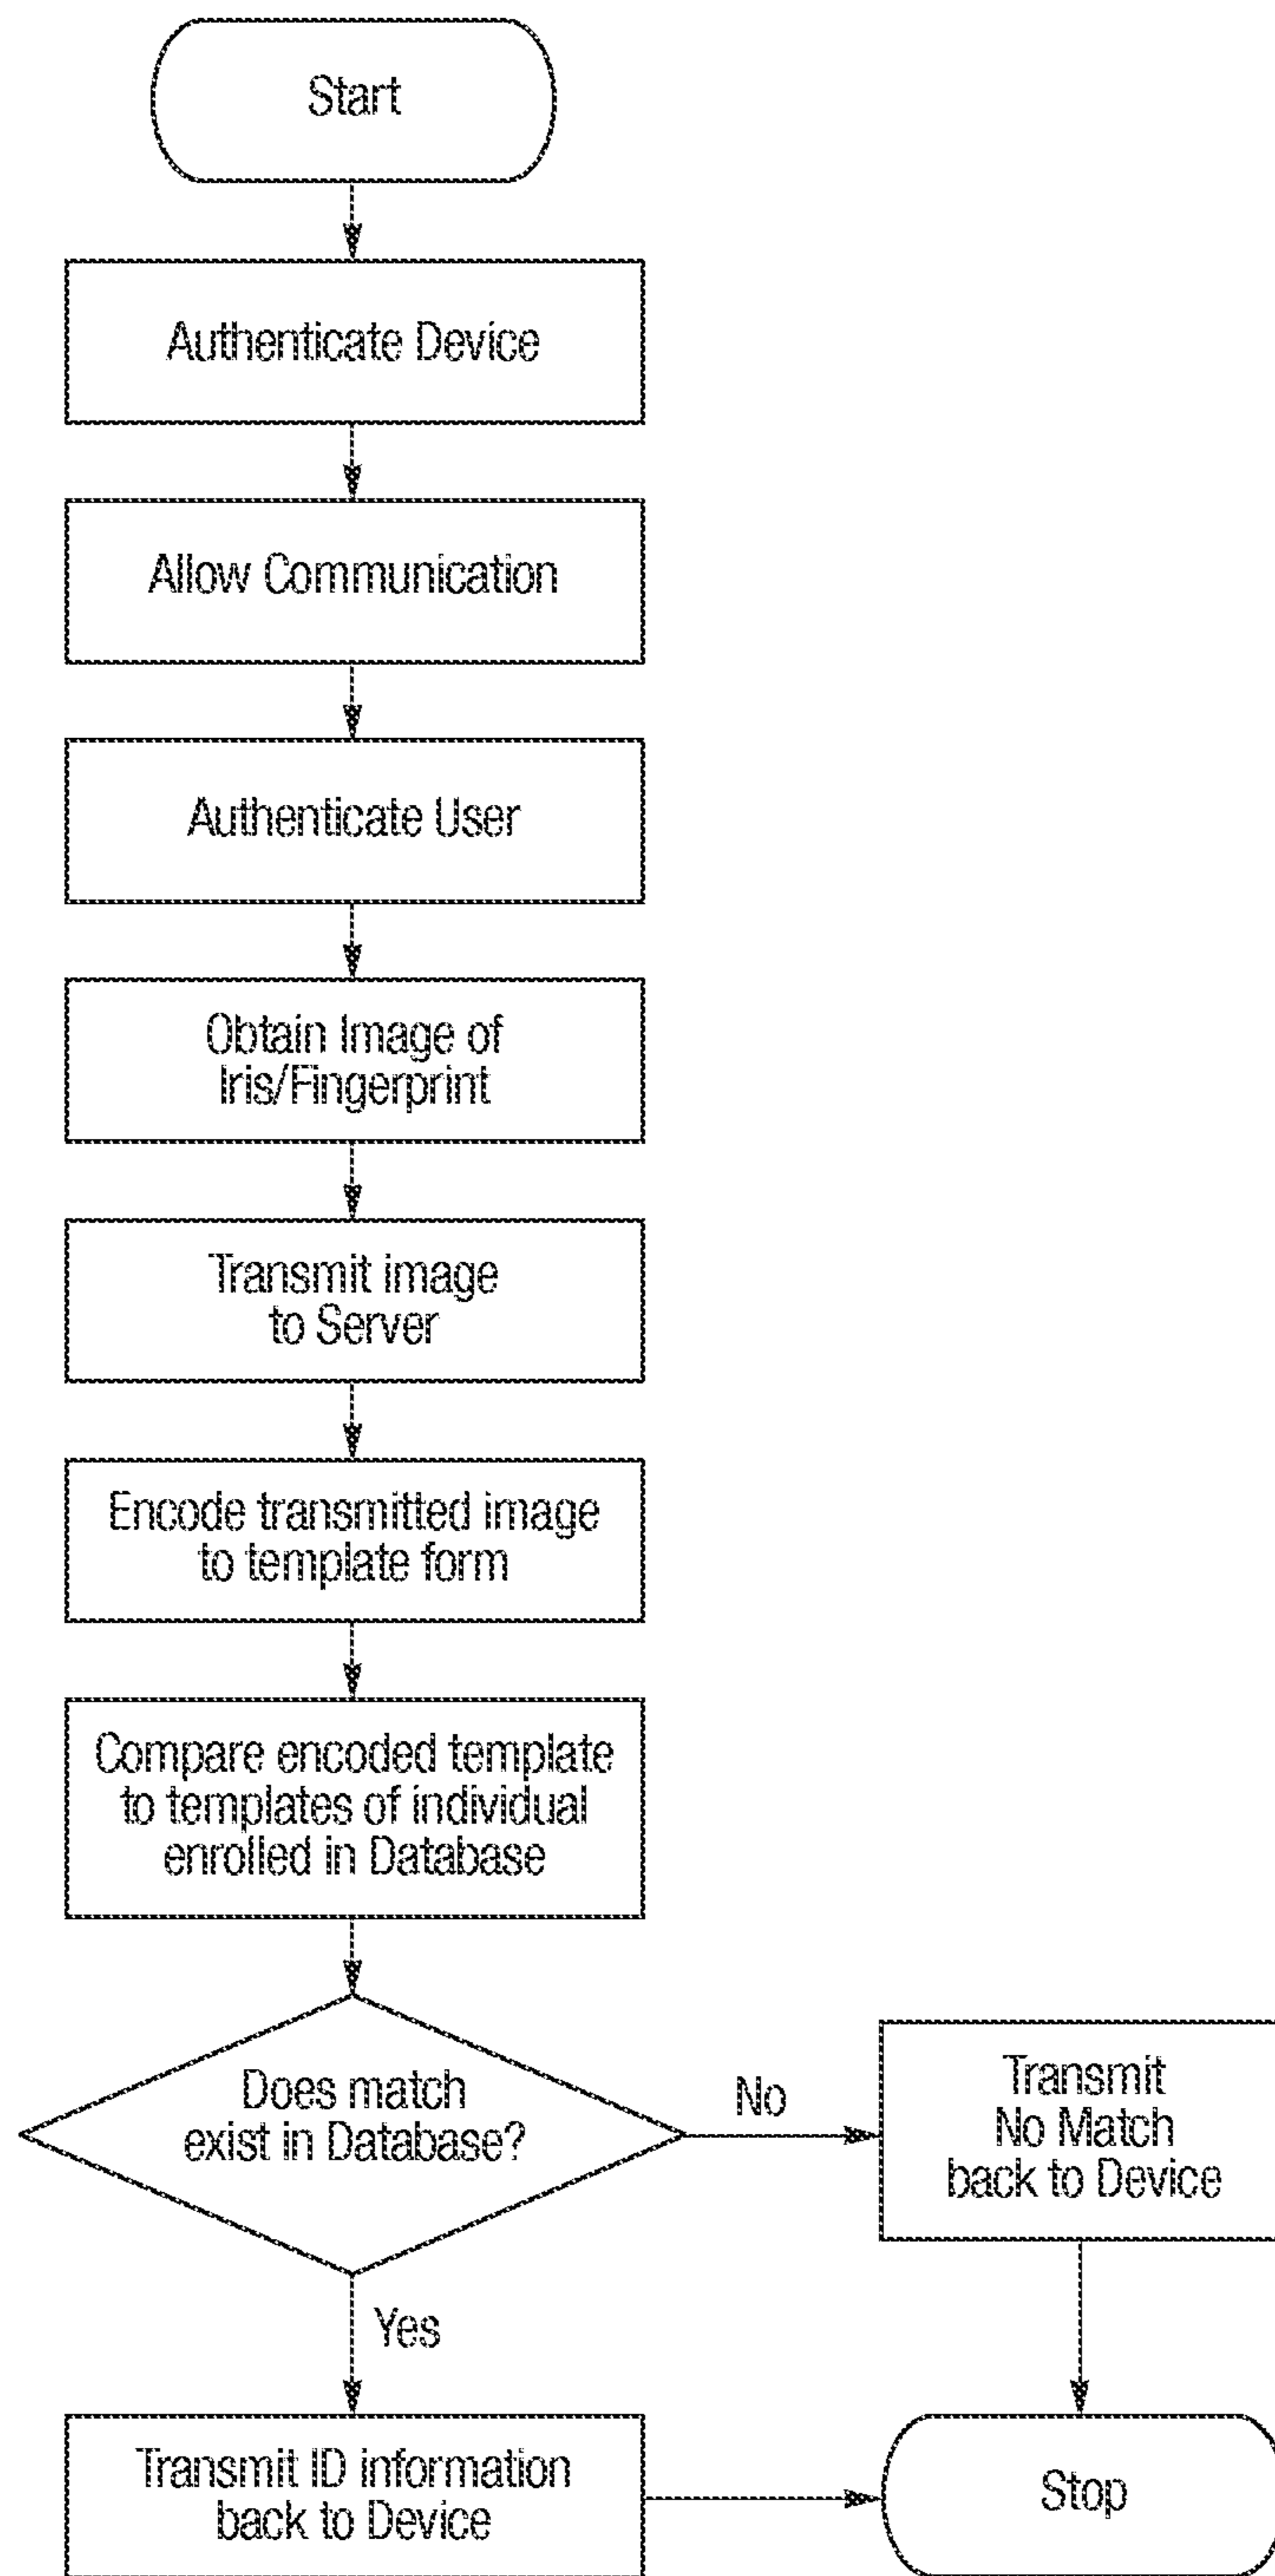 Start
Authenticate Device
Allow Communication
Authenticate User
Obtain Image of
Iris/Fingerprint
Transmit image
to Server
Encode transmitted image
to template form
Compare encoded template
to templates of individual
enrolled in Database
Does match
exist in Database?
No
Transmit
No Match
back to Device
Yes
Transmit ID information
back to Device
Stop